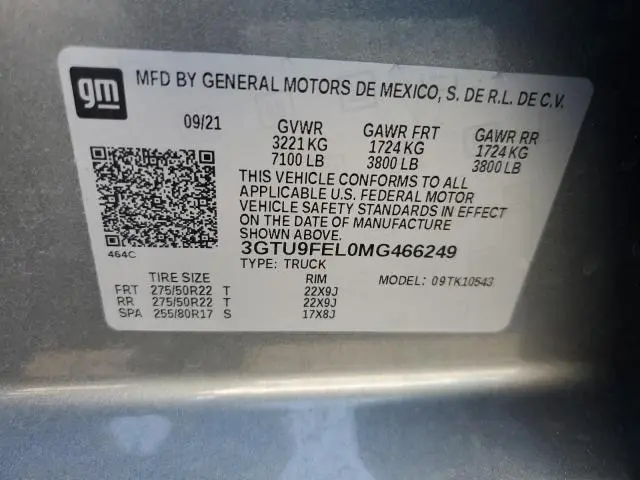 gm
MFD BY GENERAL MOTORS DE MEXICO, S. DE R.L. DE C.V.
09/21 GVWR GAWR FRT GAWR RR
3221 KG 1724 KG 1724 KG
7100 LB 3800 LB 3800 LB
THIS VEHICLE CONFORMS TO ALL
APPLICABLE U.S. FEDERAL MOTOR
VEHICLE SAFETY STANDARDS IN EFFECT
ON THE DATE OF MANUFACTURE
SHOWN ABOVE.
464C 3GTU9FEL0MG466249
TYPE: TRUCK
TIRE SIZE RIM MODEL: 09TK10543
FRT 275/50R22 T 22X9J
RR 275/50R22 T 22X9J
SPA 255/80R17 S 17X8J